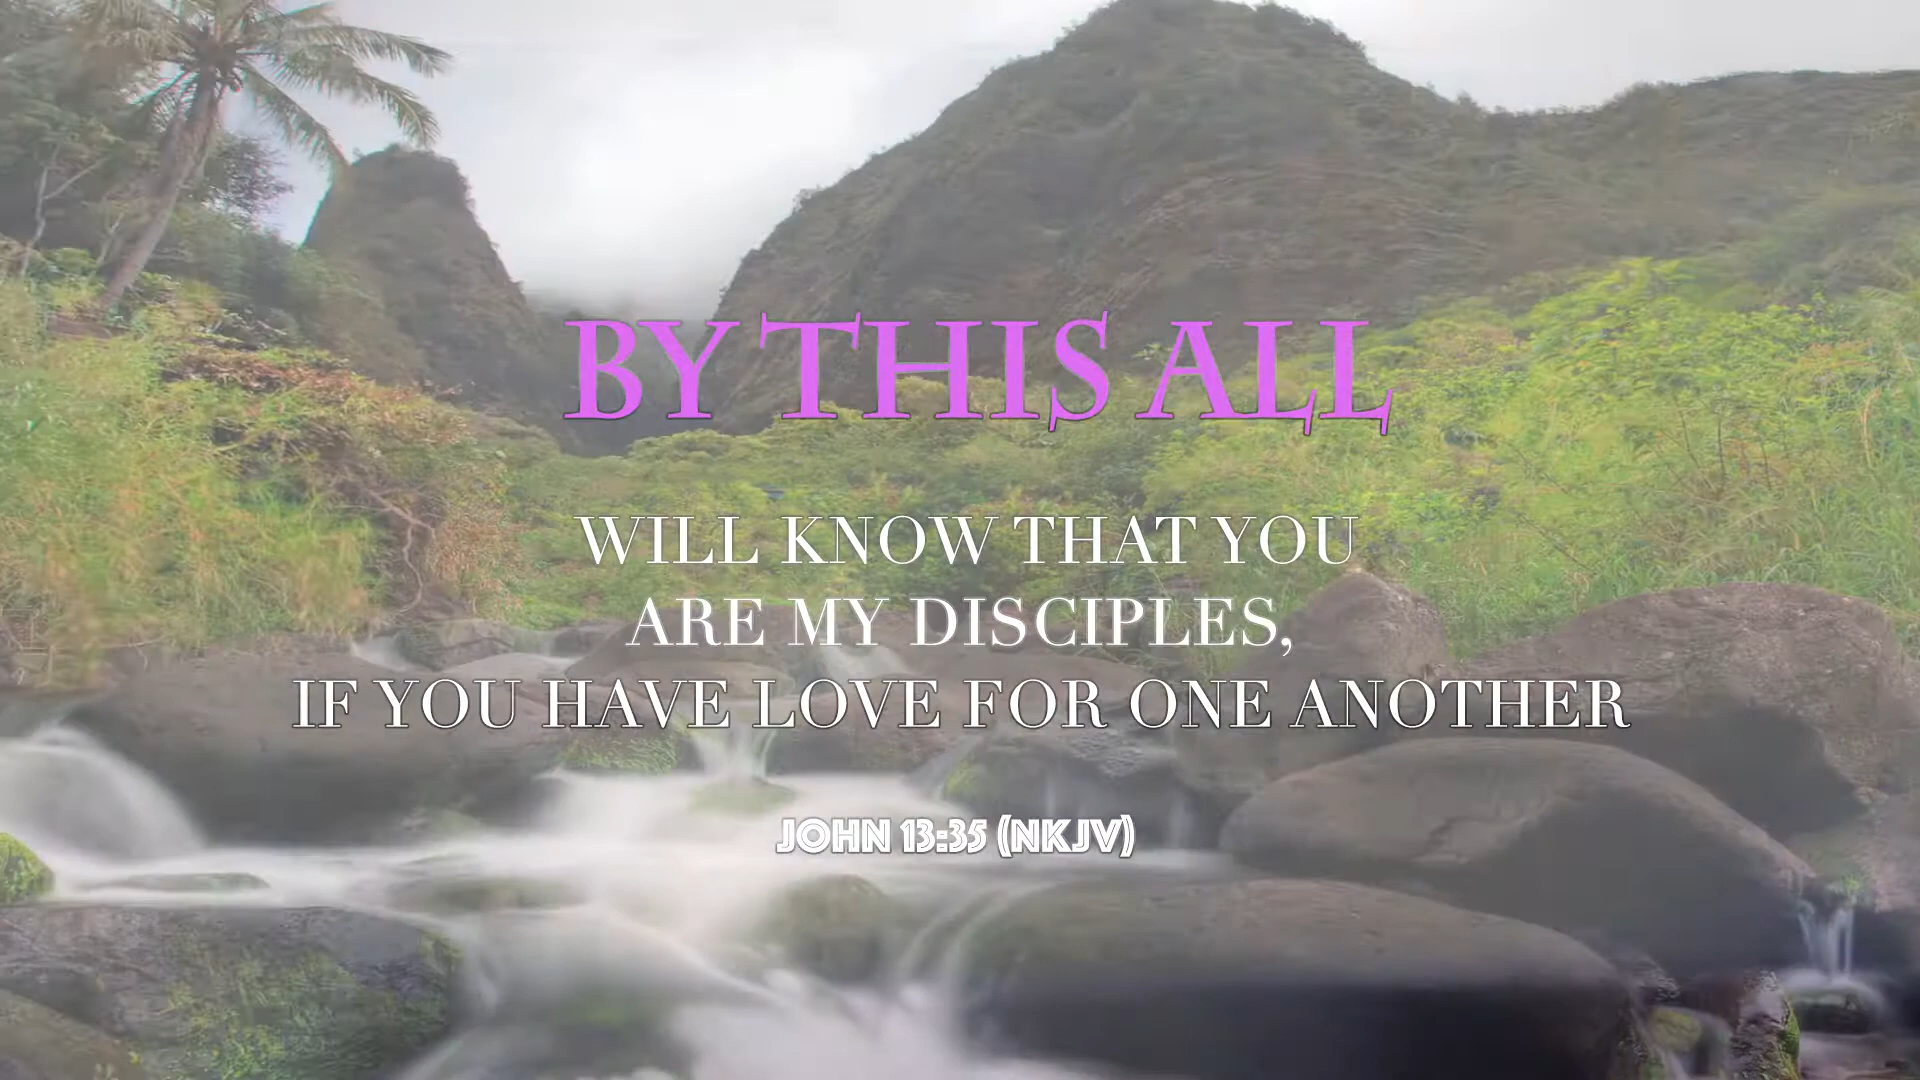 BY THIS ALL
WILL KNOW THAT YOU
ARE MY DISCIPLES,
IF YOU HAVE LOVE FOR ONE ANOTHER
JOHN 13:35 (NKJV)